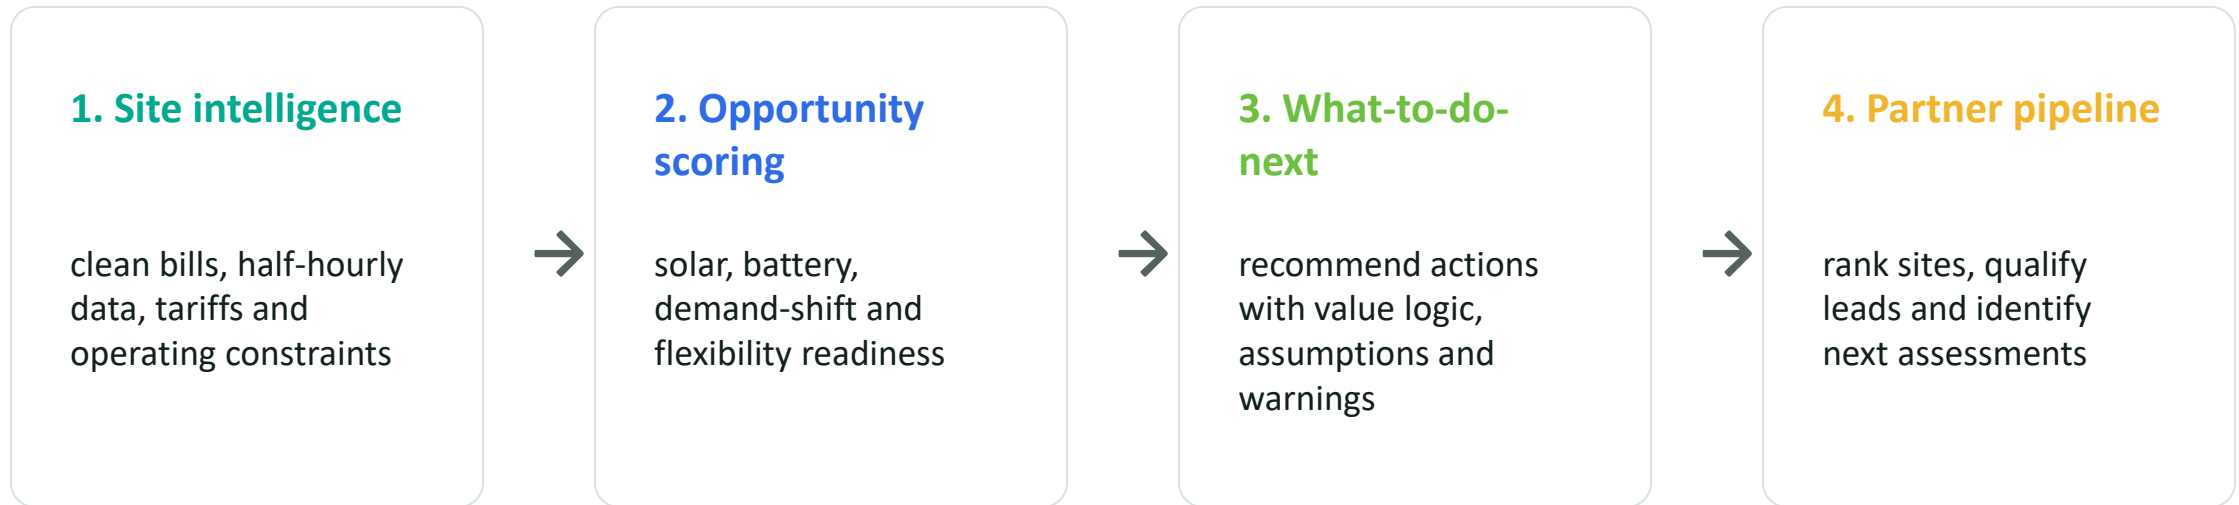 1. Site intelligence
clean bills, half-hourly
data, tariffs and
operating constraints
2. Opportunity
scoring
solar, battery,
demand-shift and
flexibility readiness
3. What-to-do-
next
recommend actions
with value logic,
assumptions and
warnings
4. Partner pipeline
rank sites, qualify
leads and identify
next assessments